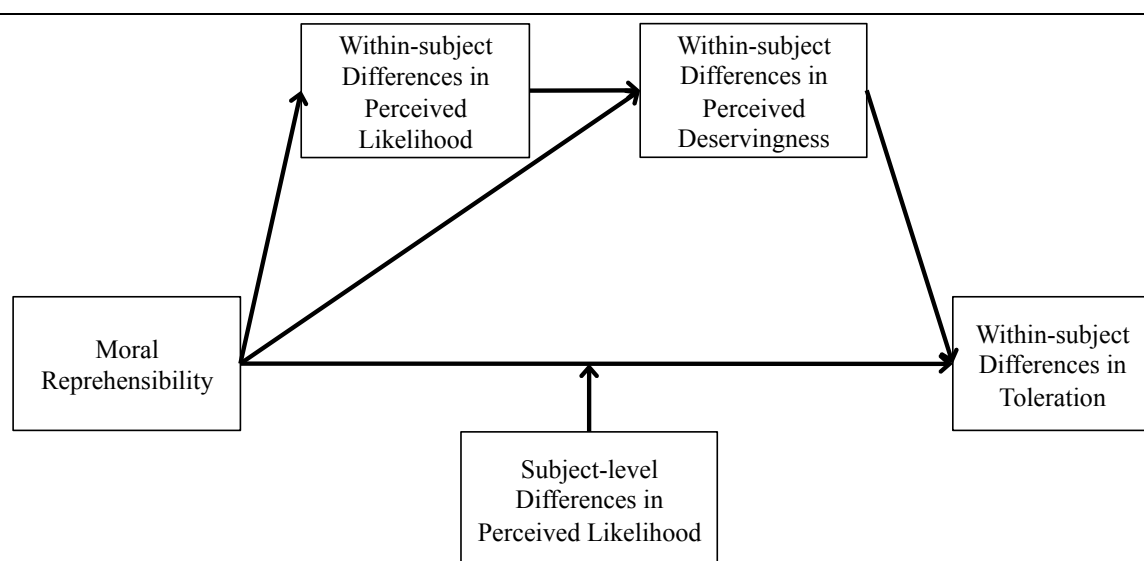 Within-subject
Differences in
Perceived
Likelihood
Within-subject
Differences in
Perceived
Deservingness
Moral
Reprehensibility
Within-subject
Differences in
Toleration
Subject-level
Differences in
Perceived Likelihood